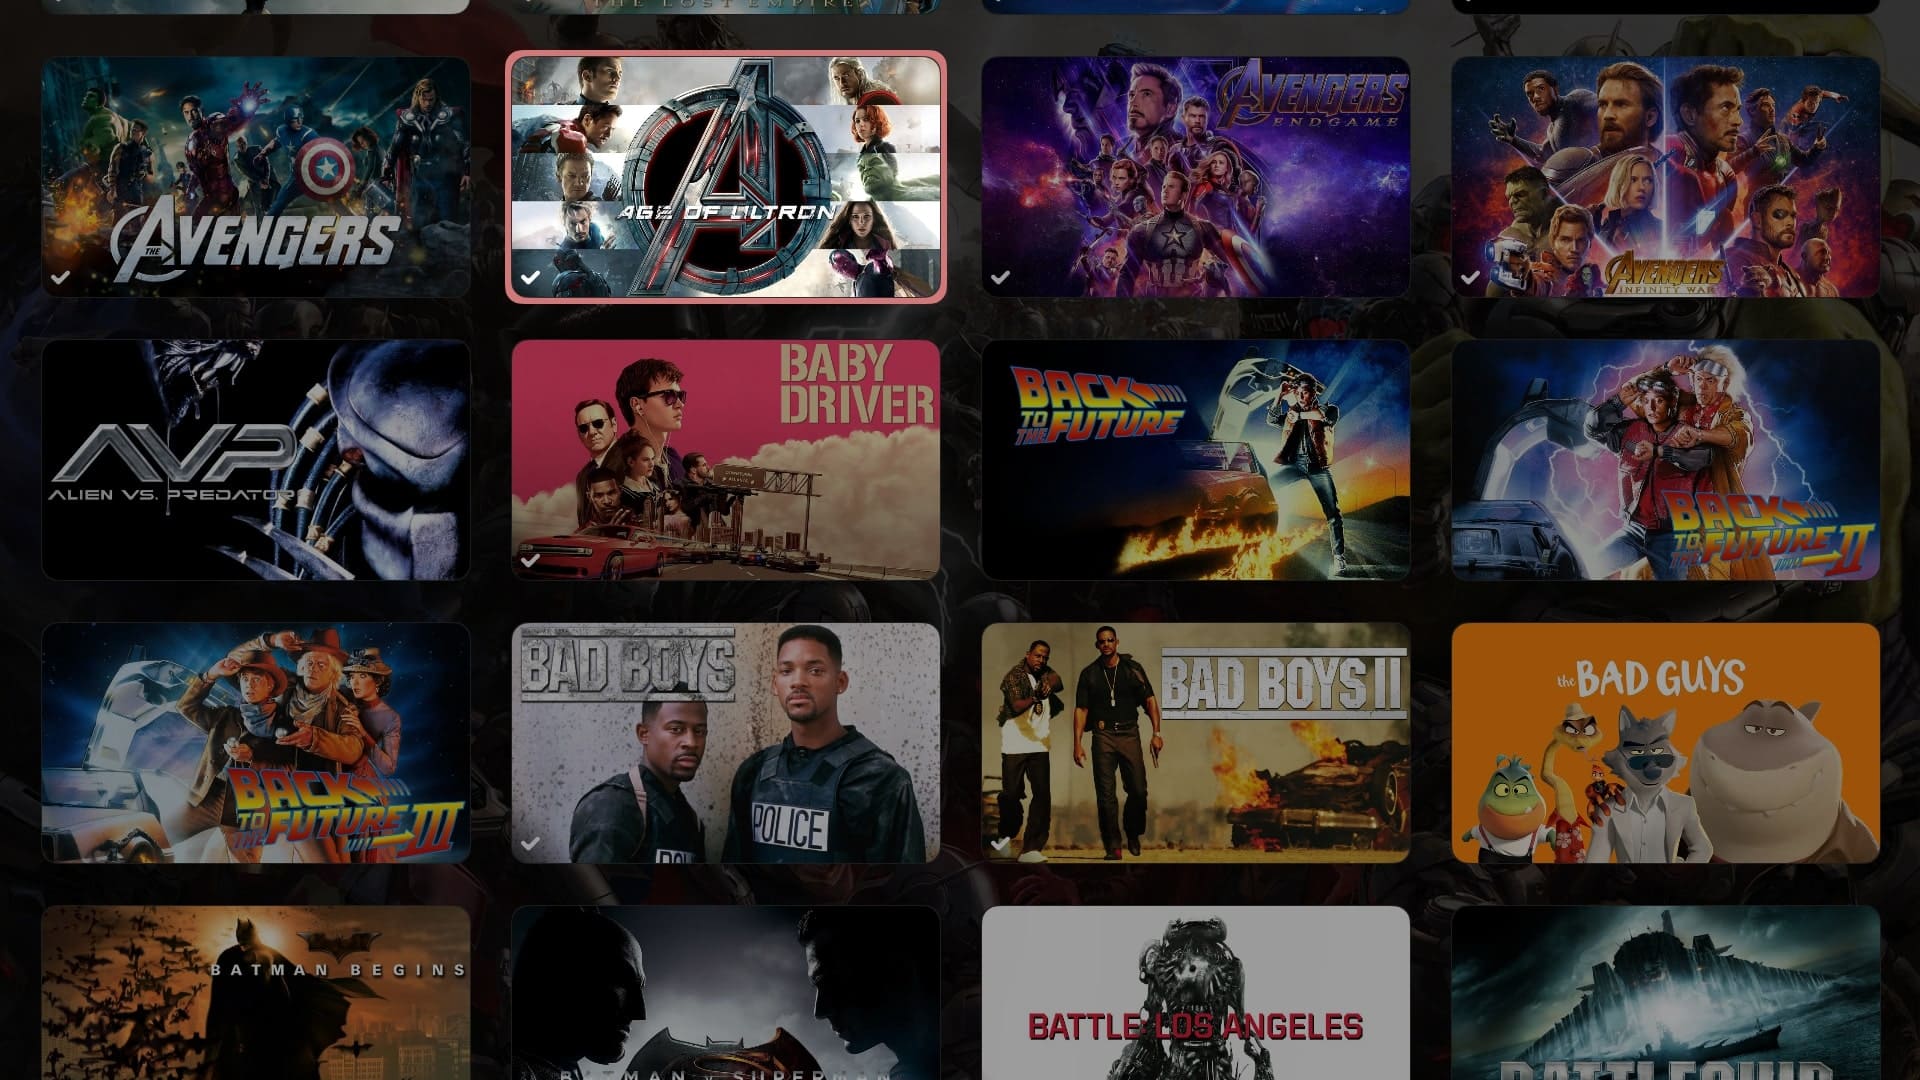 THE LOST EMPIRE
THE AVENGERS
AGE OF ULTRON
AVENGERS
ENDGAME
AVENGERS
INFINITY WAR
AVP
ALIEN VS. PREDATOR
BABY
DRIVER
BACK
TO
THE FUTURE
BACK
TO
THE FUTURE II
BACK
TO
THE FUTURE III
BAD BOYS
POLICE
BAD BOYS II
the BAD GUYS
BATMAN BEGINS
BATMAN V SUPERMAN
BATTLE: LOS ANGELES
BATTLESHIP